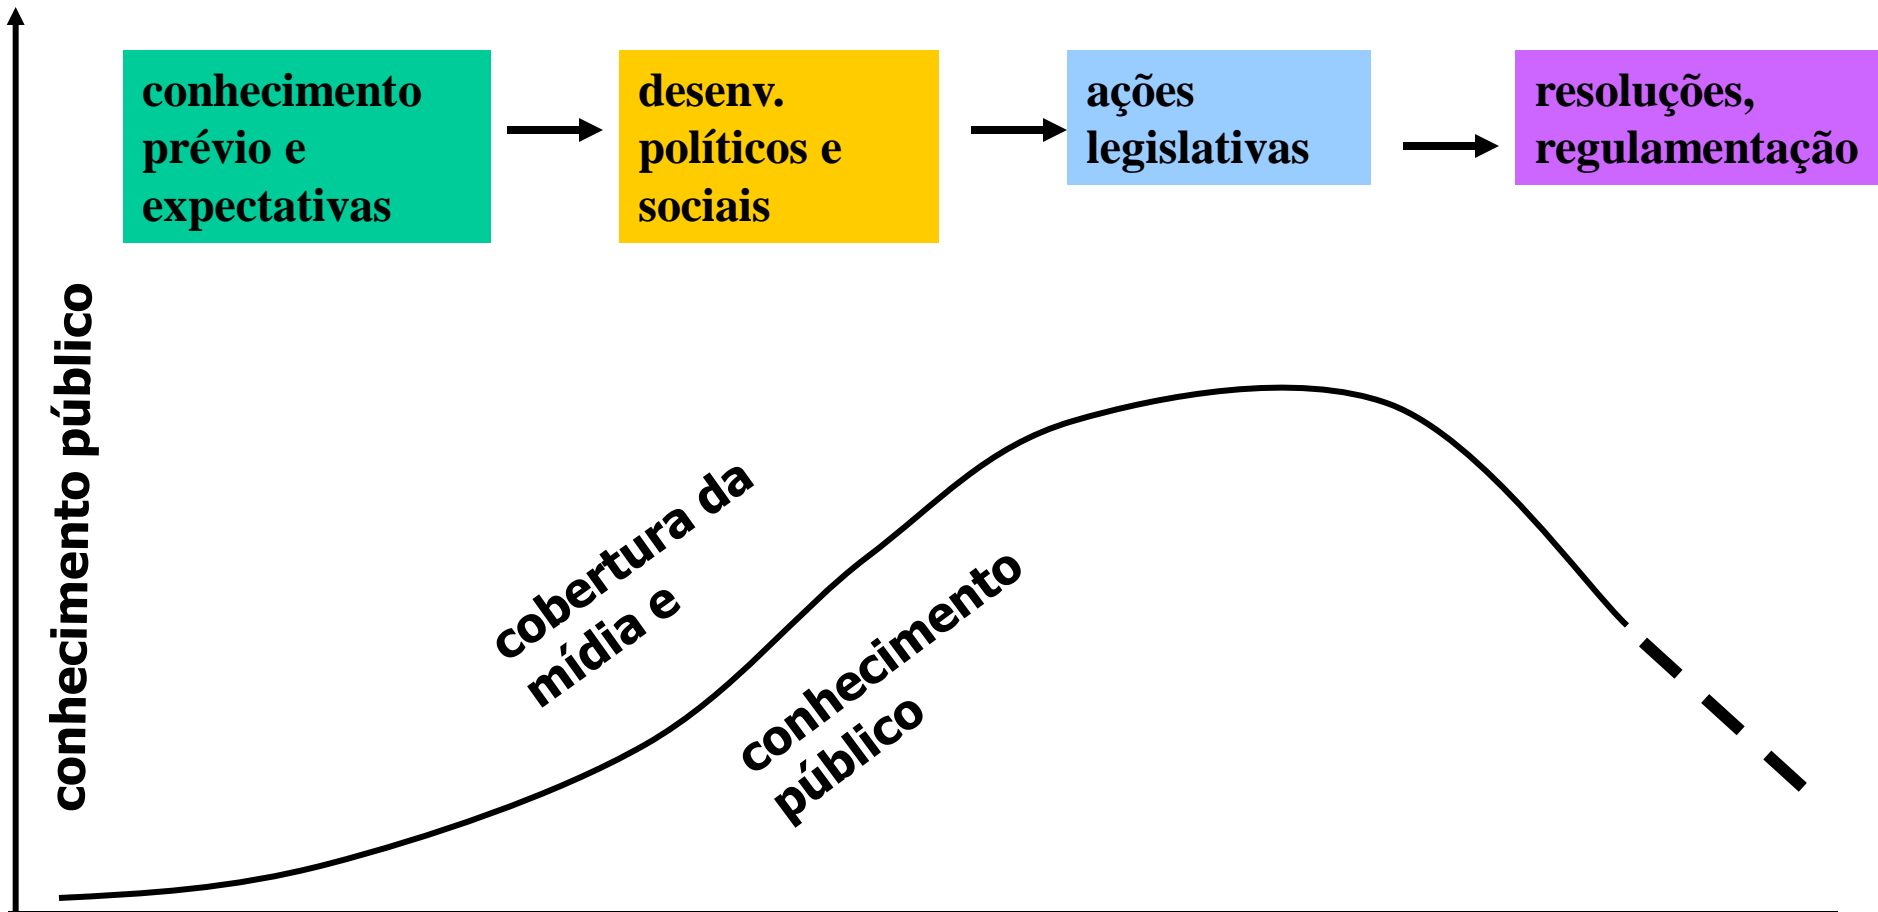 conhecimento
prévio e
expectativas
desenv.
políticos e
sociais
ações
legislativas
resoluções,
regulamentação
conhecimento público
cobertura da
mídia e
conhecimento
público